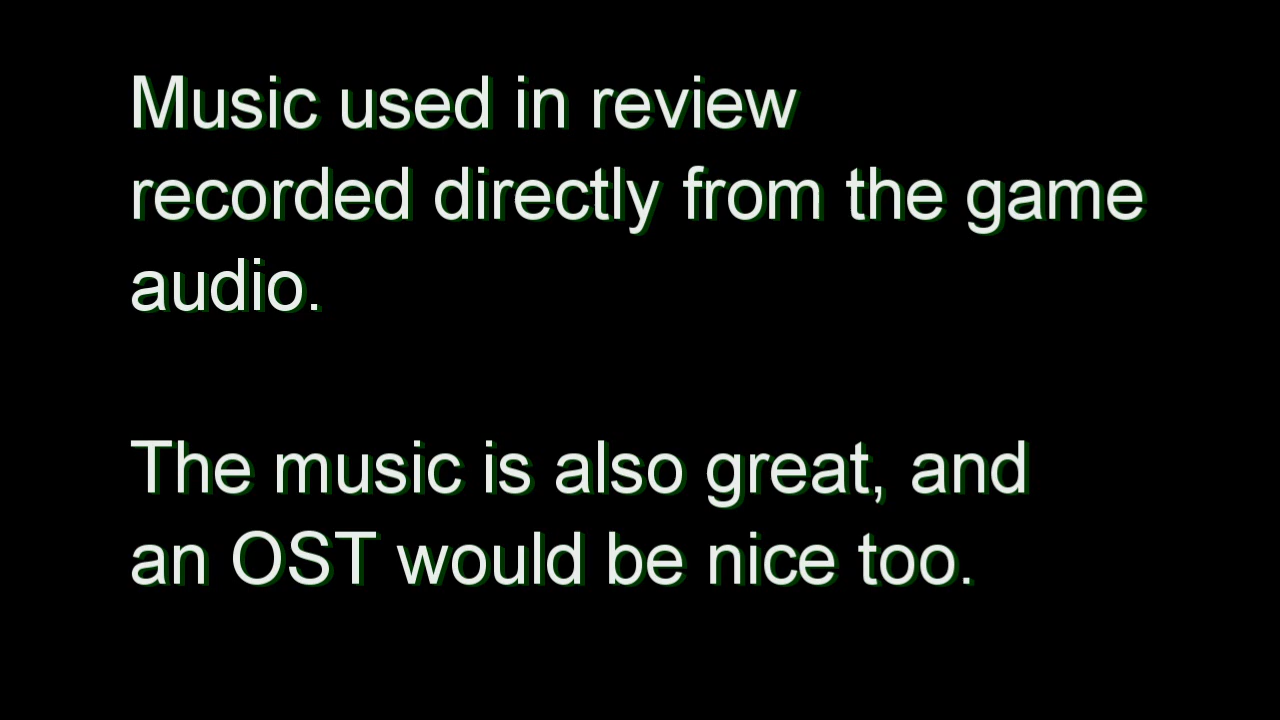 Music used in review
recorded directly from the game
audio.
The music is also great, and
an OST would be nice too.